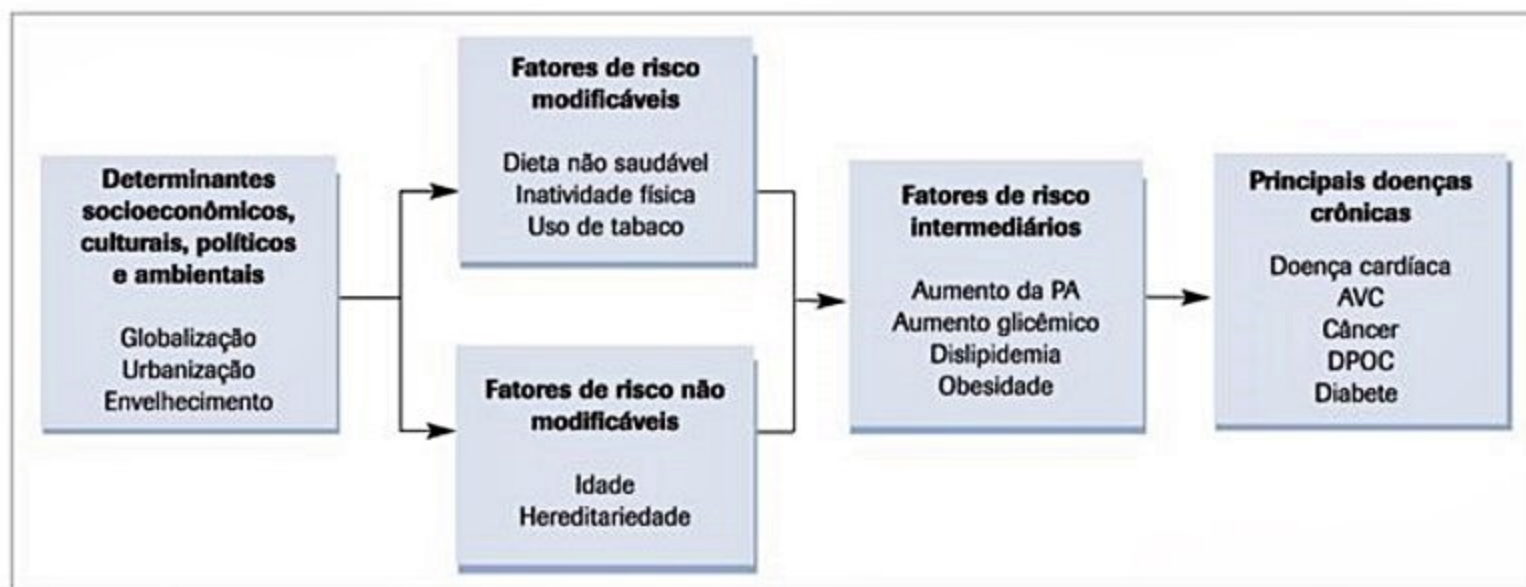 Determinantes
socioeconômicos,
culturais, políticos
e ambientais
Globalização
Urbanização
Envelhecimento
Fatores de risco
modificáveis
Dieta não saudável
Inatividade física
Uso de tabaco
Fatores de risco não
modificáveis
Idade
Hereditariedade
Fatores de risco
intermediários
Aumento da PA
Aumento glicêmico
Dislipidemia
Obesidade
Principais doenças
crônicas
Doença cardíaca
AVC
Câncer
DPOC
Diabete